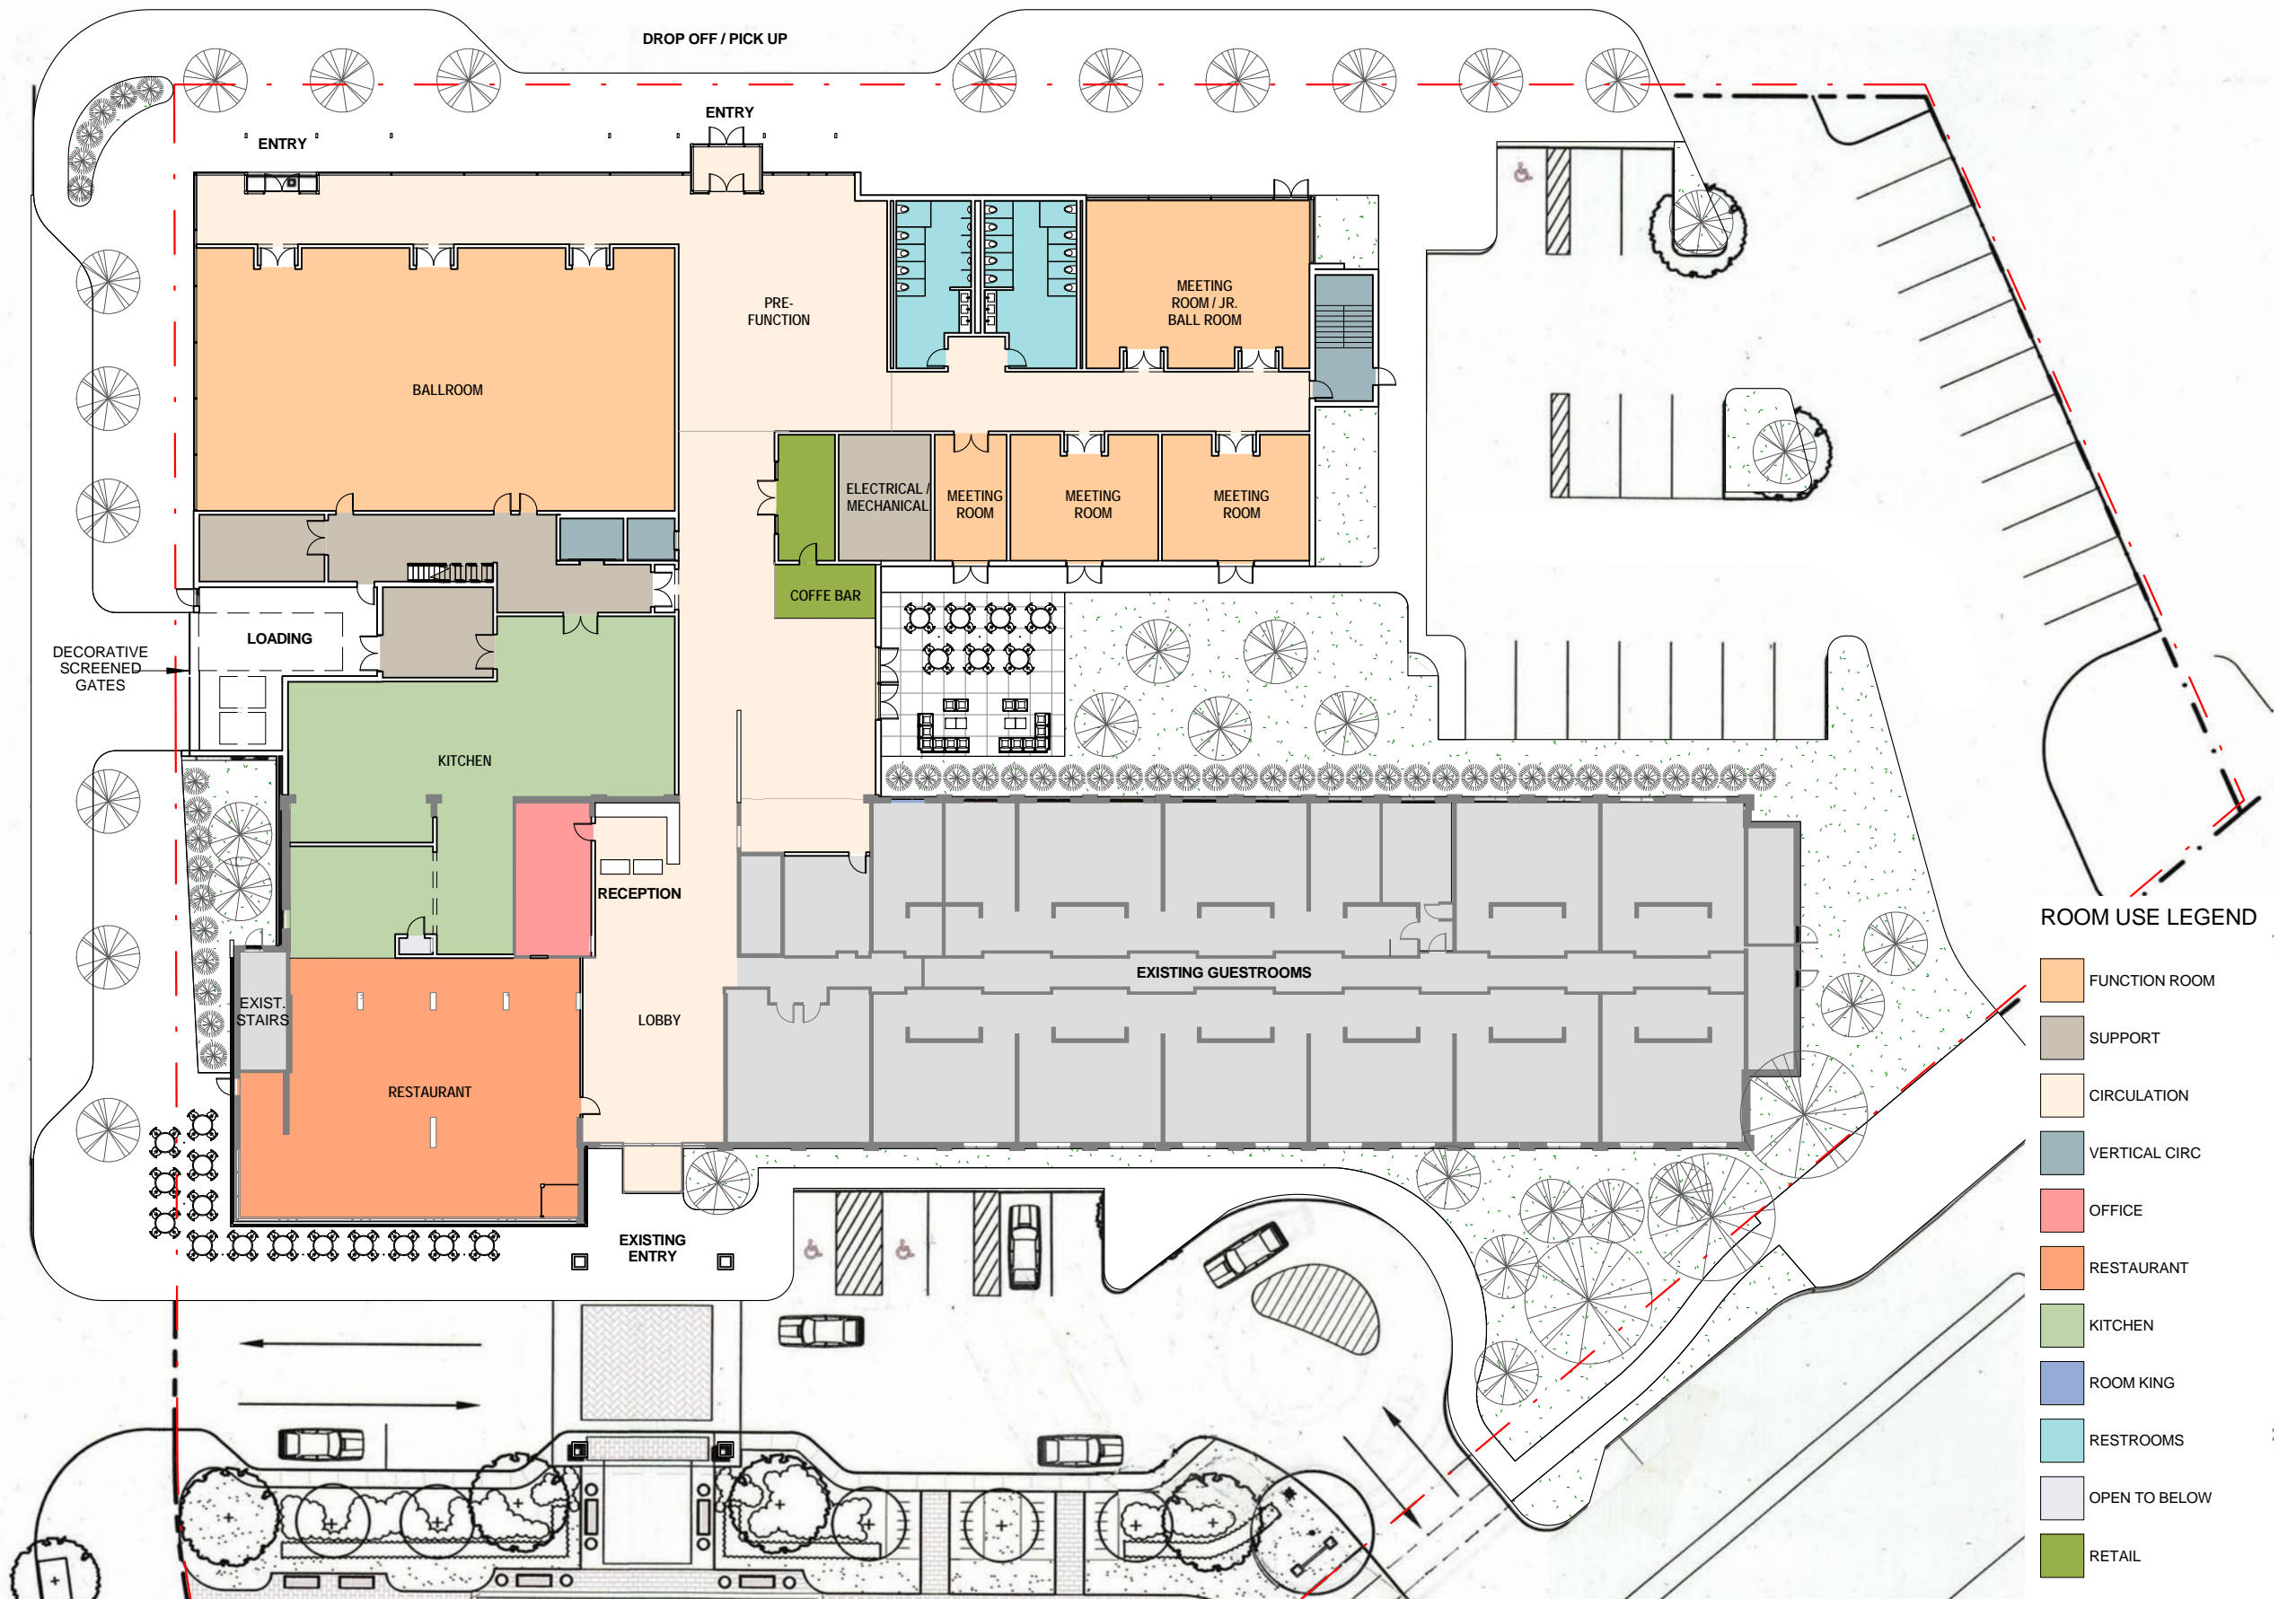 DROP OFF / PICK UP
ENTRY
ENTRY
PRE-
FUNCTION
MEETING
ROOM / JR.
BALL ROOM
BALLROOM
ELECTRICAL /
MECHANICAL
MEETING
ROOM
MEETING
ROOM
MEETING
ROOM
COFFE BAR
LOADING
DECORATIVE
SCREENED
GATES
KITCHEN
RECEPTION
EXISTING GUESTROOMS
EXIST.
STAIRS
LOBBY
RESTAURANT
EXISTING
ENTRY
ROOM USE LEGEND
FUNCTION ROOM
SUPPORT
CIRCULATION
VERTICAL CIRC
OFFICE
RESTAURANT
KITCHEN
ROOM KING
RESTROOMS
OPEN TO BELOW
RETAIL